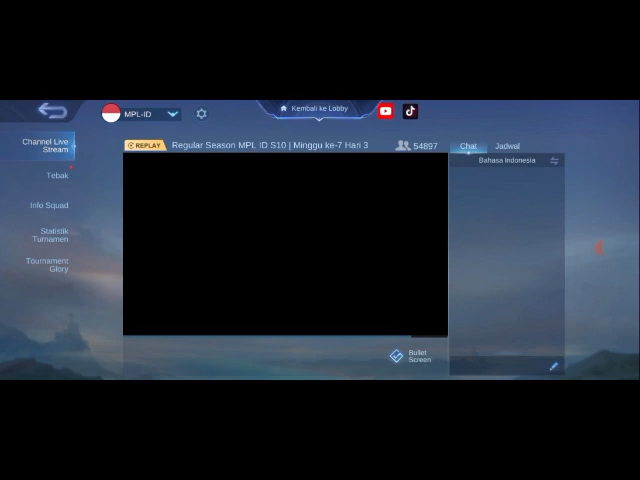 Kembali ke Lobby
MPL-ID
Channel Live
Stream
REPLAY
Regular Season MPL ID S10 | Minggu ke-7 Hari 3
54897
Chat
Jadwal
Bahasa Indonesia
Tebak
Info Squad
Statistik
Turnamen
Tournament
Glory
Bullet
Screen